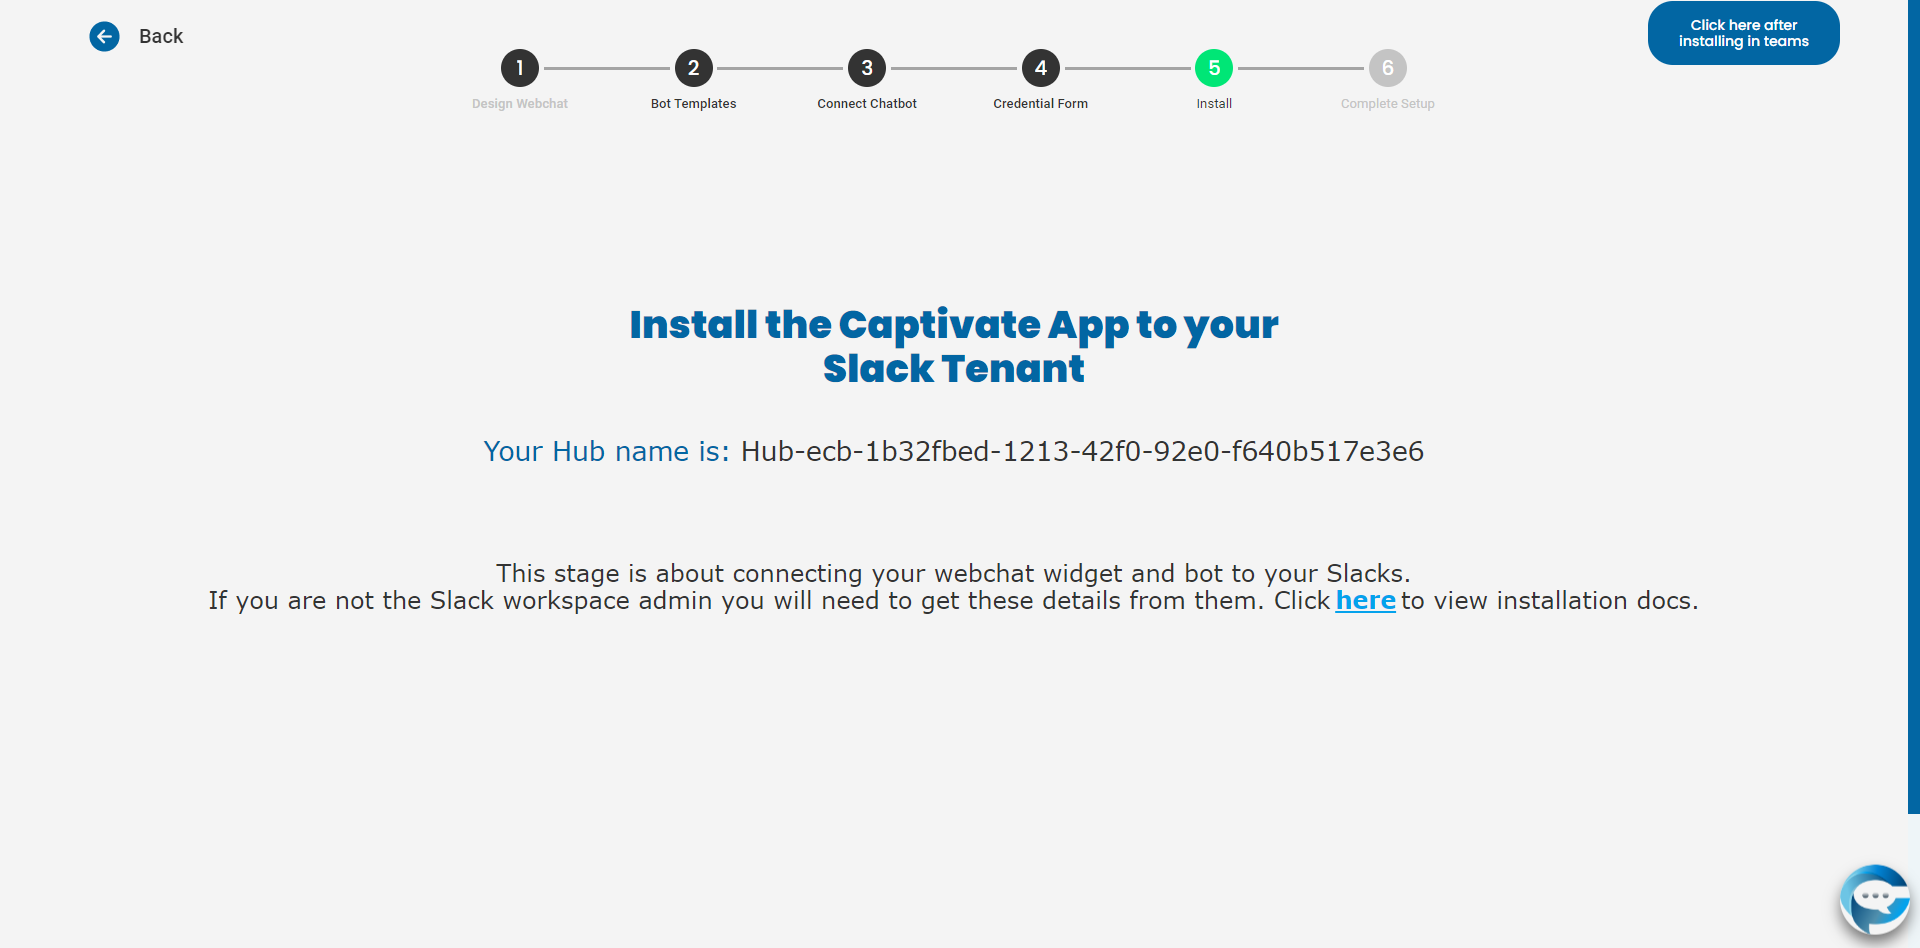 Back
Click here after
installing in teams
1
2
3
4
5
6
Design Webchat
Bot Templates
Connect Chatbot
Credential Form
Install
Complete Setup
Install the Captivate App to your
Slack Tenant
Your Hub name is: Hub-ecb-1b32fbed-1213-42f0-92e0-f640b517e3e6
This stage is about connecting your webchat widget and bot to your Slacks.
If you are not the Slack workspace admin you will need to get these details from them. Click here to view installation docs.